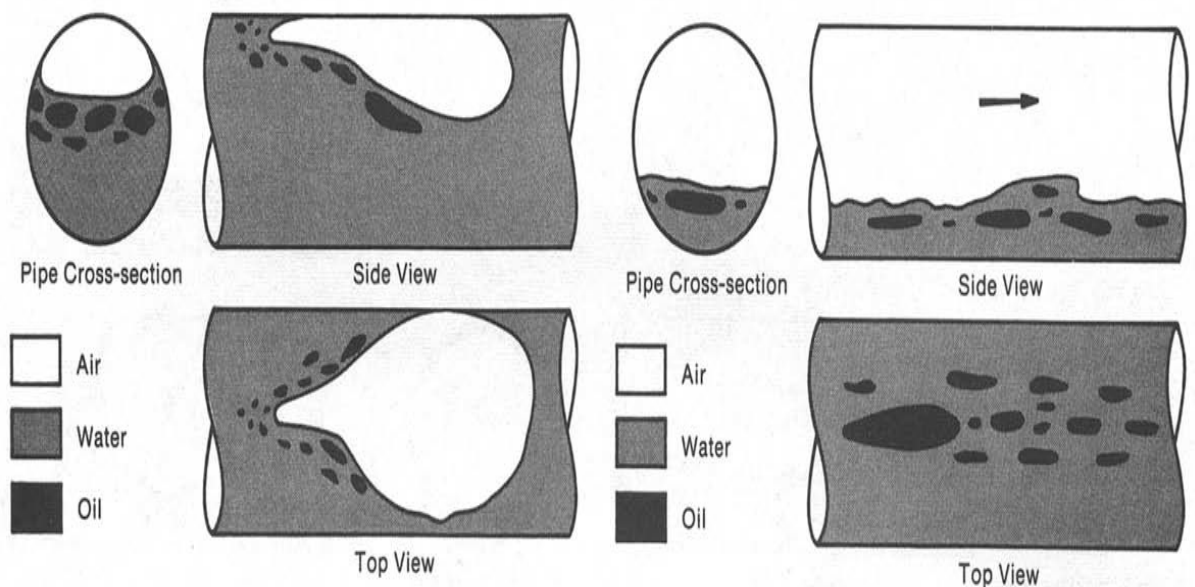 Pipe Cross-section
Side View
Air
Water
Oil
Top View
Pipe Cross-section
Side View
Air
Water
Oil
Top View